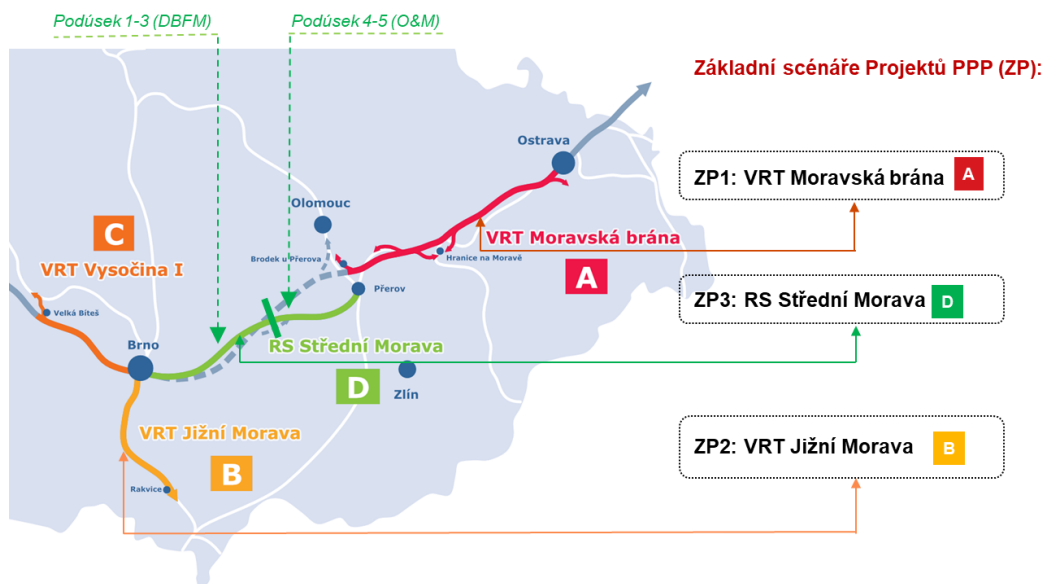 Podúsek 1-3 (DBFM)
Podúsek 4-5 (O&M)
Základní scénáře Projektů PPP (ZP):
Ostrava
ZP1: VRT Moravská brána A
Olomouc
C
VRT Moravská brána
Brodek u Přerova
Hranice na Moravě
VRT Vysočina I
A
Přerov
ZP3: RS Střední Morava D
Velká Bíteš
Brno
RS Střední Morava
D
Zlín
VRT Jižní Morava
ZP2: VRT Jižní Morava B
B
Rakvice